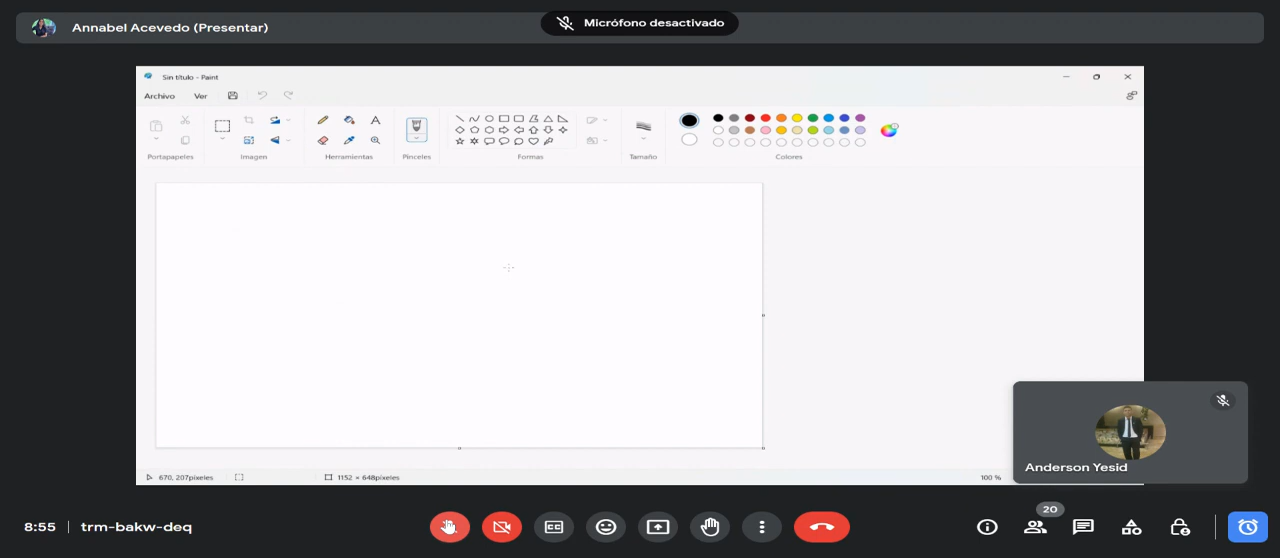 Annabel Acevedo (Presentar)
Micrófono desactivado
Sin título - Paint
Archivo Ver
Portapapeles Imagen Herramientas Pinceles Formas Tamaño Colores
670, 207píxeles 1152 × 648píxeles 100 %
Anderson Yesid
8:55 trm-bakw-deq 20